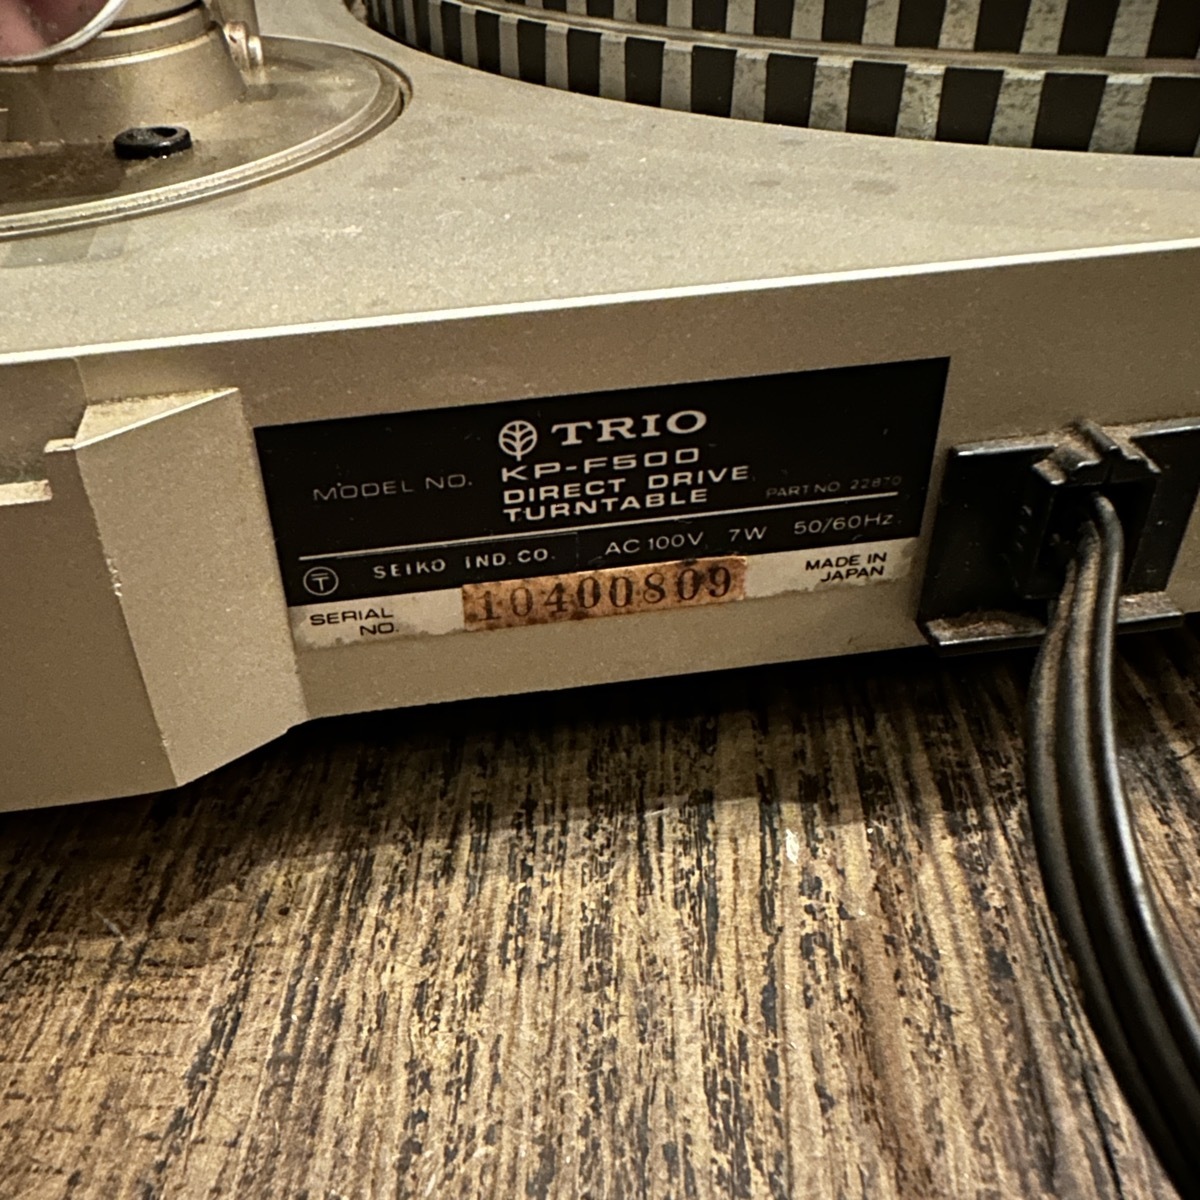 TRIO
MODEL NO. KP-F500
DIRECT DRIVE
TURNTABLE
PART NO. 22870
T SEIKO IND. CO. AC 100V 7W 50/60Hz
SERIAL NO. 10400809 MADE IN JAPAN